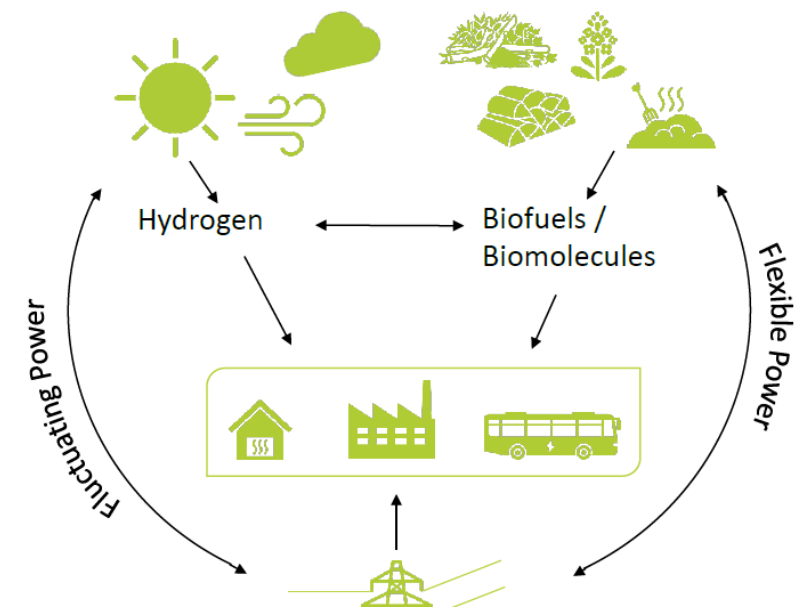 Hydrogen
Biofuels /
Biomolecules
Fluctuating Power
Flexible Power